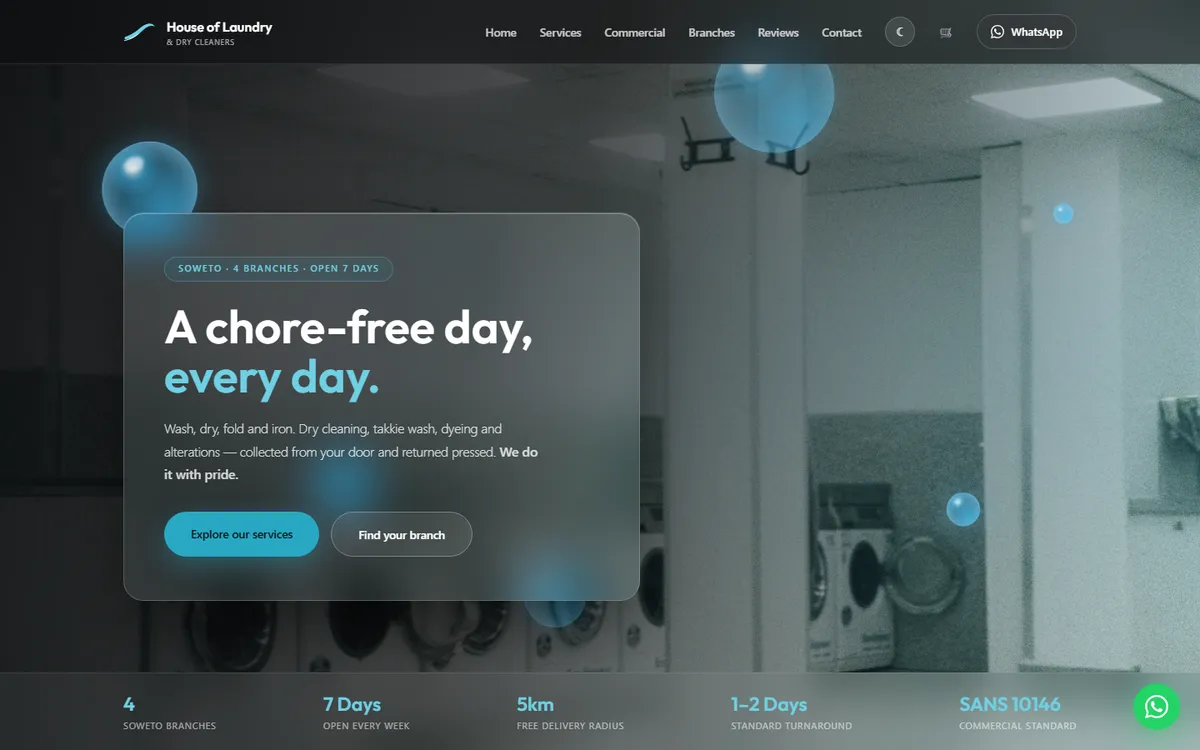 House of Laundry
& DRY CLEANERS
Home Services Commercial Branches Reviews Contact WhatsApp
SOWETO · 4 BRANCHES · OPEN 7 DAYS
A chore-free day,
every day.
Wash, dry, fold and iron. Dry cleaning, takkie wash, dyeing and
alterations — collected from your door and returned pressed. We do
it with pride.
Explore our services Find your branch
4 7 Days 5km 1–2 Days SANS 10146
SOWETO BRANCHES OPEN EVERY WEEK FREE DELIVERY RADIUS STANDARD TURNAROUND COMMERCIAL STANDARD